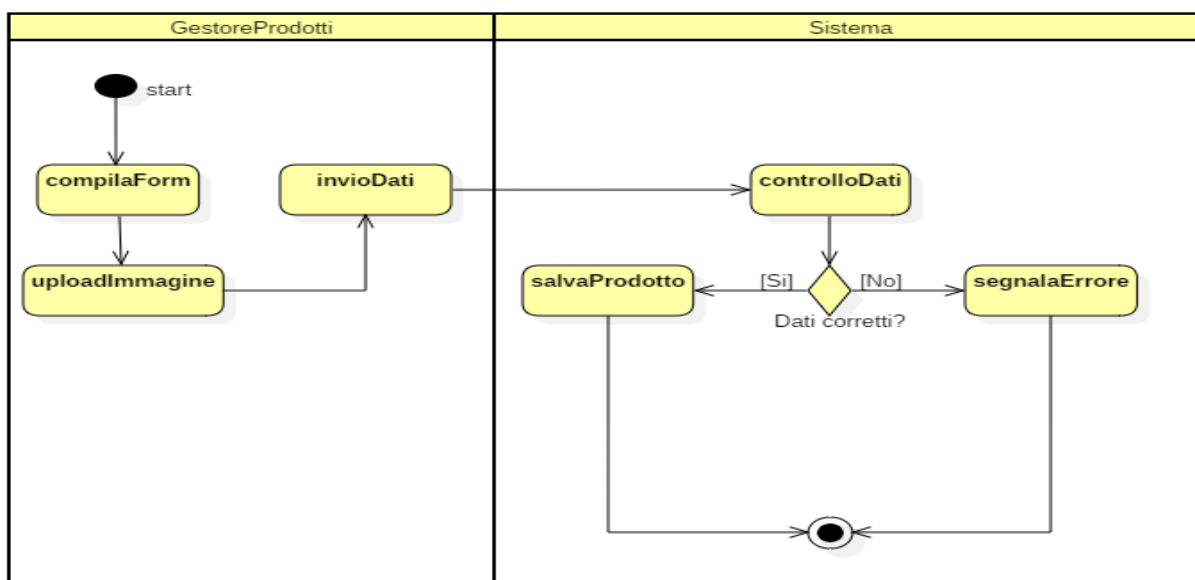 GestoreProdotti
Sistema
start
compilaForm
invioDati
controlloDati
uploadImmagine
salvaProdotto
[Si]
[No]
segnalaErrore
Dati corretti?